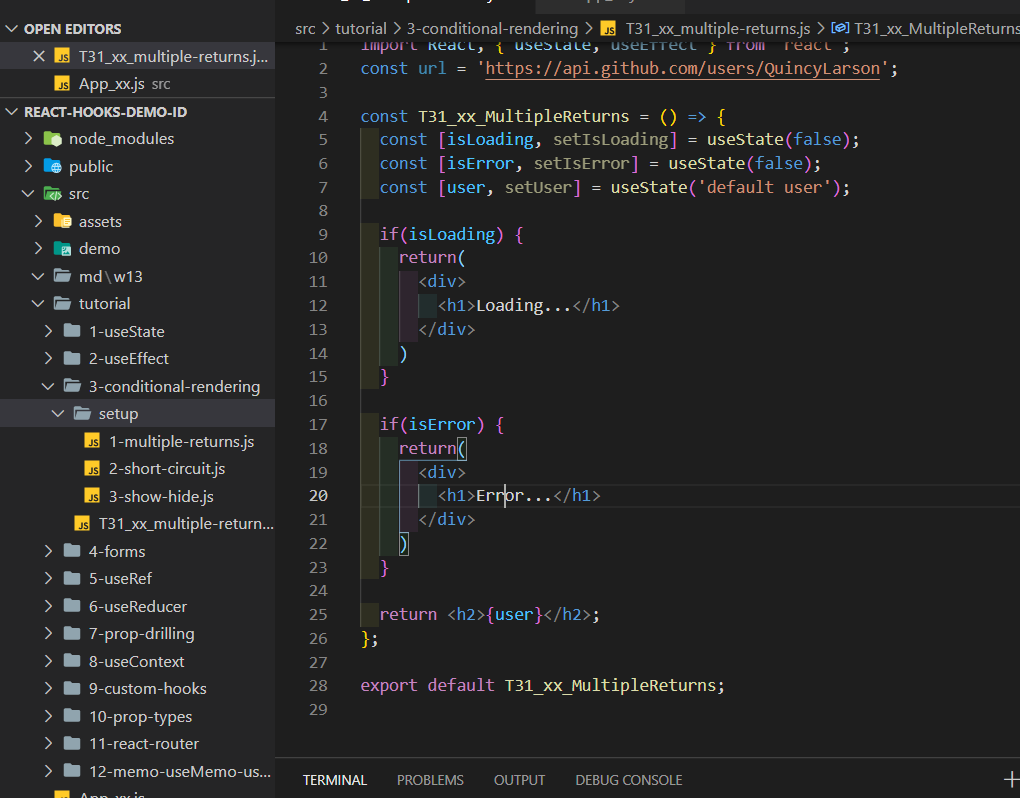 OPEN EDITORS
T31_xx_multiple-returns.j...
App_xx.js src
REACT-HOOKS-DEMO-ID
node_modules
public
src
assets
demo
md\w13
tutorial
1-useState
2-useEffect
3-conditional-rendering
setup
1-multiple-returns.js
2-short-circuit.js
3-show-hide.js
T31_xx_multiple-return...
4-forms
5-useRef
6-useReducer
7-prop-drilling
8-useContext
9-custom-hooks
10-prop-types
11-react-router
12-memo-useMemo-us...
App_xx.js
src > tutorial > 3-conditional-rendering > JS T31_xx_multiple-returns.js > T31_xx_MultipleReturns
1 import React, { useState, useEffect } from 'react';
2 const url = 'https://api.github.com/users/QuincyLarson';
3
4 const T31_xx_MultipleReturns = () => {
5 const [isLoading, setIsLoading] = useState(false);
6 const [isError, setIsError] = useState(false);
7 const [user, setUser] = useState('default user');
8
9 if(isLoading) {
10 return(
11 <div>
12 <h1>Loading...</h1>
13 </div>
14 )
15 }
16
17 if(isError) {
18 return(
19 <div>
20 <h1>Error...</h1>
21 </div>
22 )
23 }
24
25 return <h2>{user}</h2>;
26 };
27
28 export default T31_xx_MultipleReturns;
29
TERMINAL PROBLEMS OUTPUT DEBUG CONSOLE